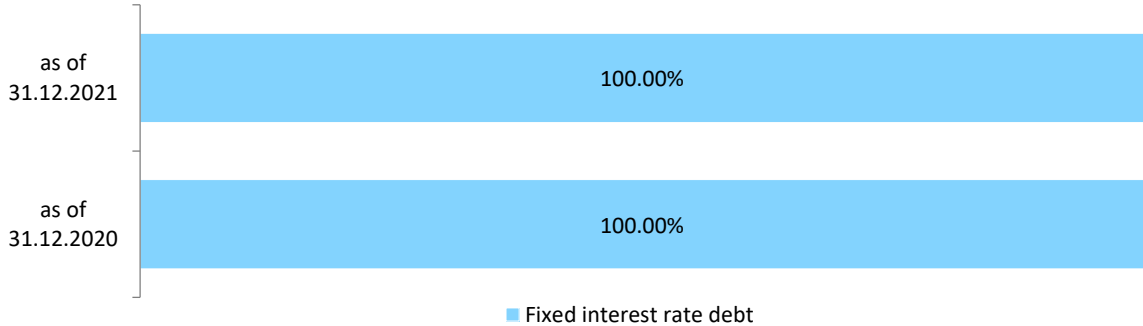 as of
31.12.2021
100.00%
as of
31.12.2020
100.00%
Fixed interest rate debt